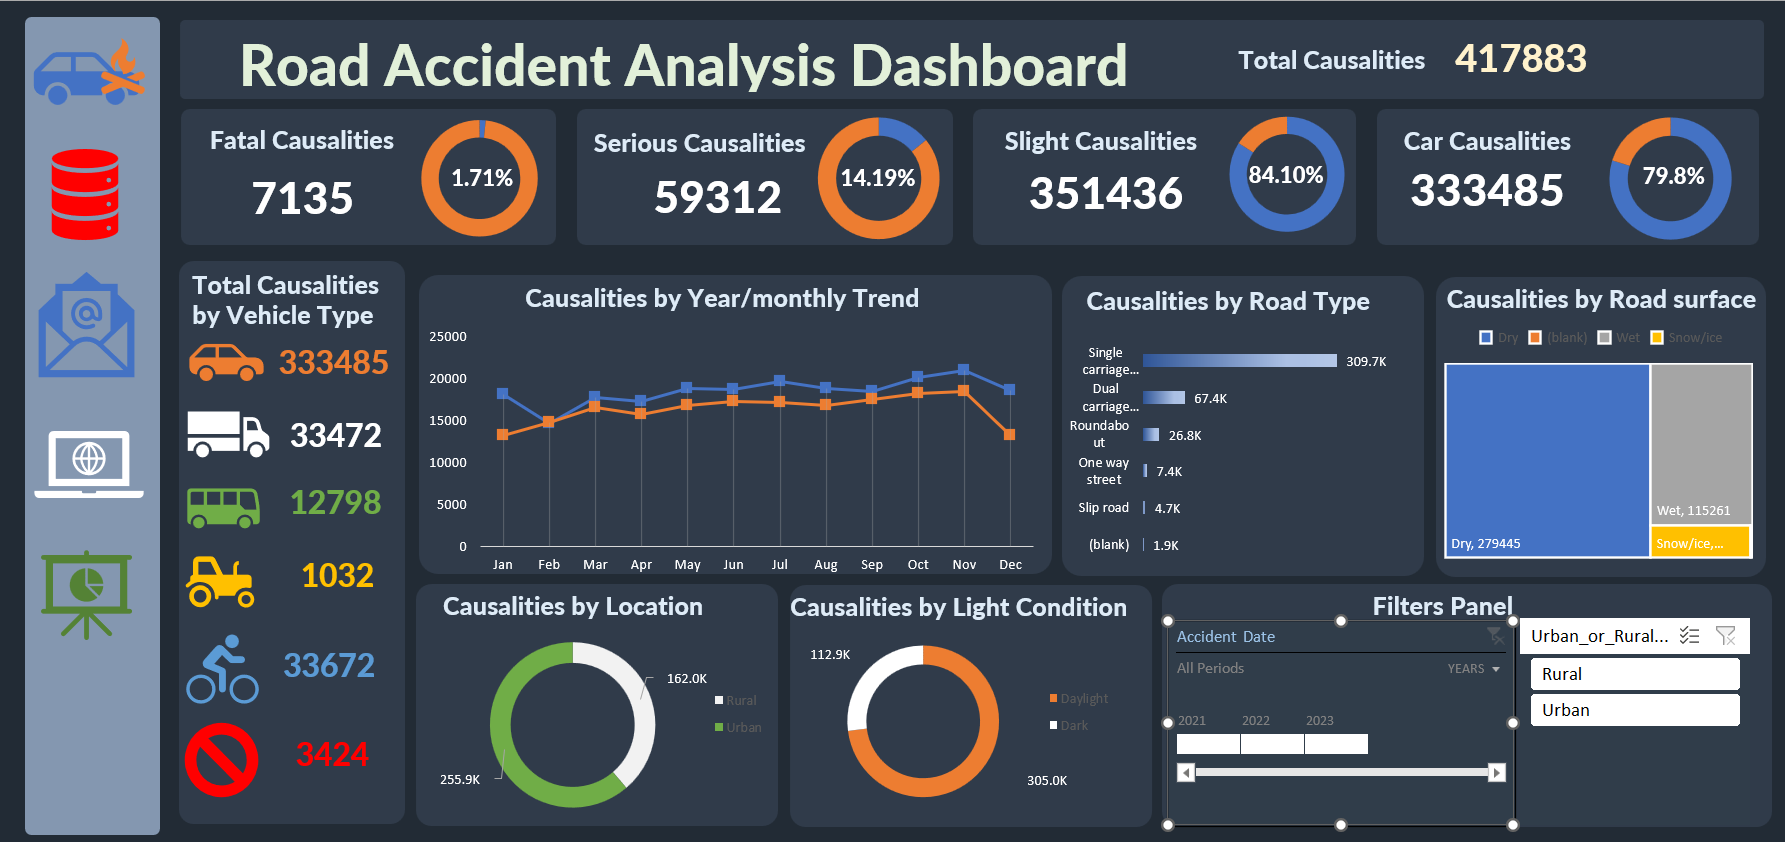 Road Accident Analysis Dashboard
Total Causalities 417883
Fatal Causalities
7135
1.71%
Serious Causalities
59312
14.19%
Slight Causalities
351436
84.10%
Car Causalities
333485
79.8%
Total Causalities
by Vehicle Type
333485
33472
12798
1032
33672
3424
Causalities by Year/monthly Trend
25000
20000
15000
10000
5000
0
Jan Feb Mar Apr May Jun Jul Aug Sep Oct Nov Dec
Causalities by Road Type
Single
carriage...
309.7K
Dual
carriage...
67.4K
Roundabo
ut
26.8K
One way
street
7.4K
Slip road
4.7K
(blank)
1.9K
Causalities by Road surface
Dry (blank) Wet Snow/ice
Wet, 115261
Dry, 279445
Snow/ice,...
Causalities by Location
162.0K
Rural
Urban
255.9K
Causalities by Light Condition
112.9K
Daylight
Dark
305.0K
Filters Panel
Accident Date
All Periods
YEARS
2021 2022 2023
Urban_or_Rural...
Rural
Urban
@